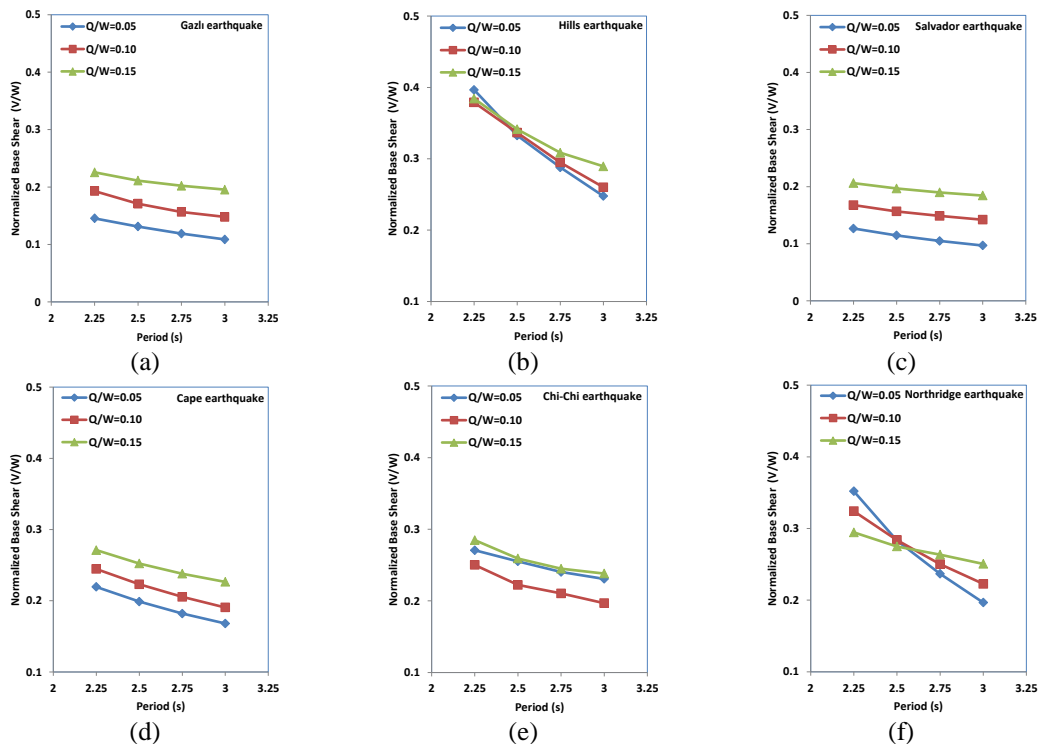 Gazlı earthquake
Q/W=0.05
Q/W=0.10
Q/W=0.15
Normalized Base Shear (V/W)
0.5
0.4
0.3
0.2
0.1
0
2 2.25 2.5 2.75 3 3.25
Period (s)
(a)
Hills earthquake
Q/W=0.05
Q/W=0.10
Q/W=0.15
Normalized Base Shear (V/W)
0.5
0.4
0.3
0.2
0.1
2 2.25 2.5 2.75 3 3.25
Period (s)
(b)
Salvador earthquake
Q/W=0.05
Q/W=0.10
Q/W=0.15
Normalized Base Shear (V/W)
0.5
0.4
0.3
0.2
0.1
0
2 2.25 2.5 2.75 3 3.25
Period (s)
(c)
Cape earthquake
Q/W=0.05
Q/W=0.10
Q/W=0.15
Normalized Base Shear (V/W)
0.5
0.4
0.3
0.2
0.1
2 2.25 2.5 2.75 3 3.25
Period (s)
(d)
Chi-Chi earthquake
Q/W=0.05
Q/W=0.10
Q/W=0.15
Normalized Base Shear (V/W)
0.5
0.4
0.3
0.2
0.1
2 2.25 2.5 2.75 3 3.25
Period (s)
(e)
Northridge earthquake
Q/W=0.05
Q/W=0.10
Q/W=0.15
Normalized Base Shear (V/W)
0.5
0.4
0.3
0.2
0.1
2 2.25 2.5 2.75 3 3.25
Period (s)
(f)